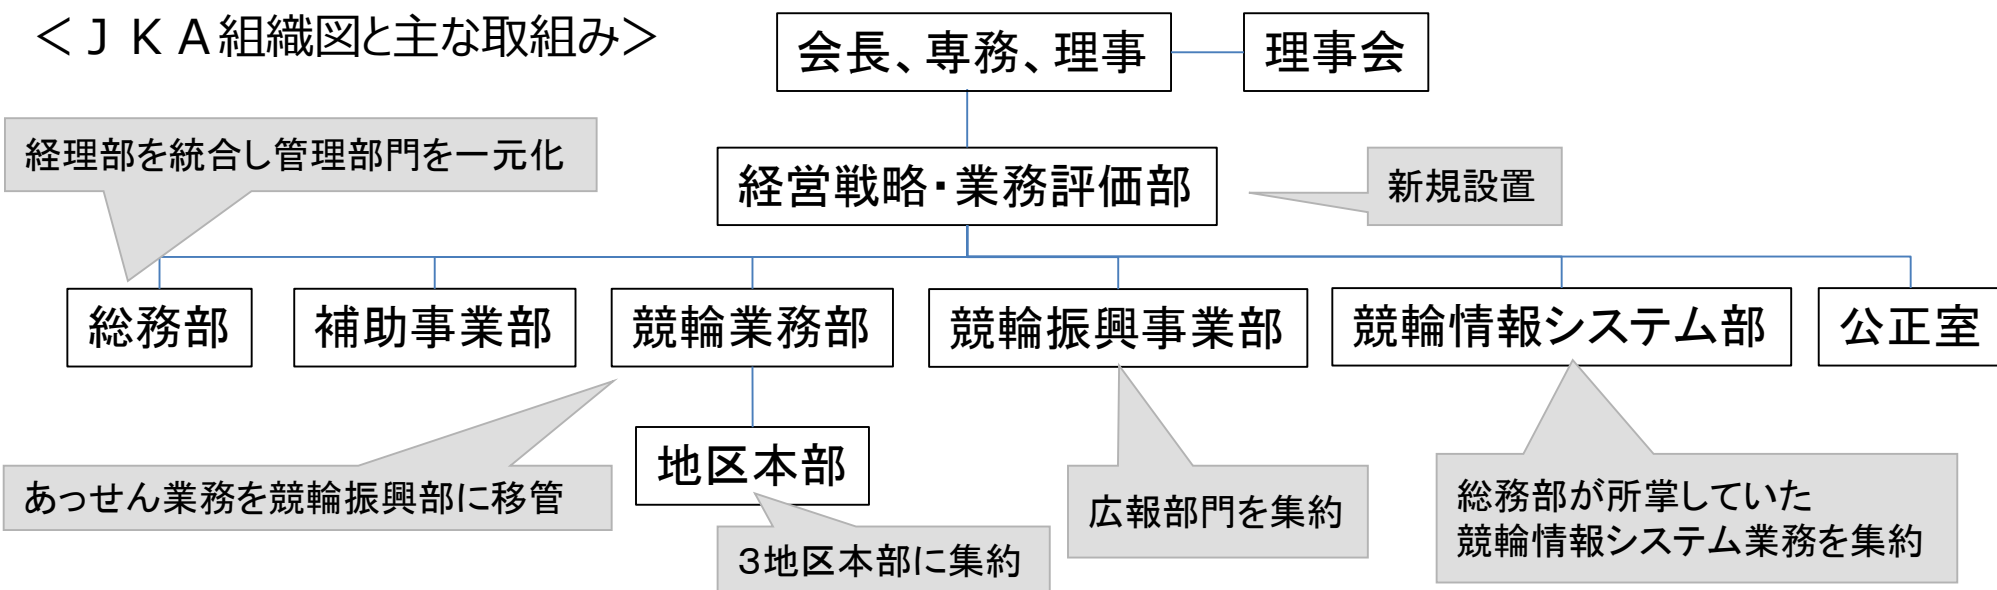 ＜ＪＫＡ組織図と主な取組み＞
会長、専務、理事
理事会
経理部を統合し管理部門を一元化
経営戦略・業務評価部
新規設置
総務部
補助事業部
競輪業務部
競輪振興事業部
競輪情報システム部
公正室
地区本部
あっせん業務を競輪振興部に移管
３地区本部に集約
広報部門を集約
総務部が所掌していた
競輪情報システム業務を集約